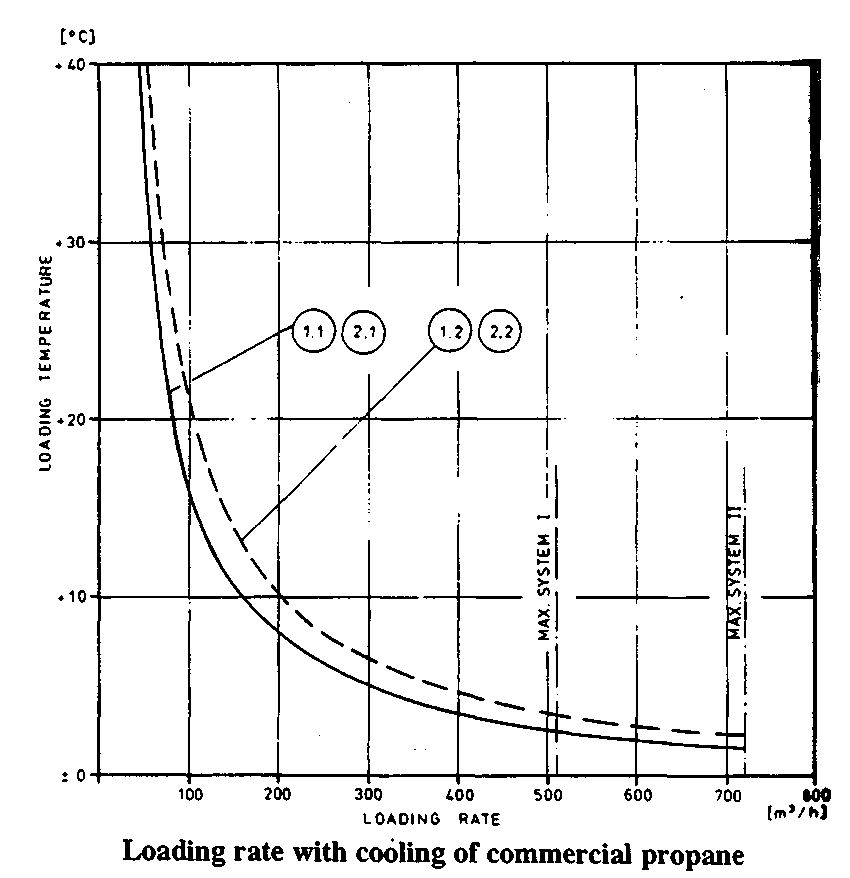 [°C]
+40
+30
+20
+10
± 0
LOADING TEMPERATURE
1.1 2.1 1.2 2.2
MAX. SYSTEM I
MAX. SYSTEM II
100 200 300 400 500 600 700 800
LOADING RATE
[m³/h]
Loading rate with cooling of commercial propane